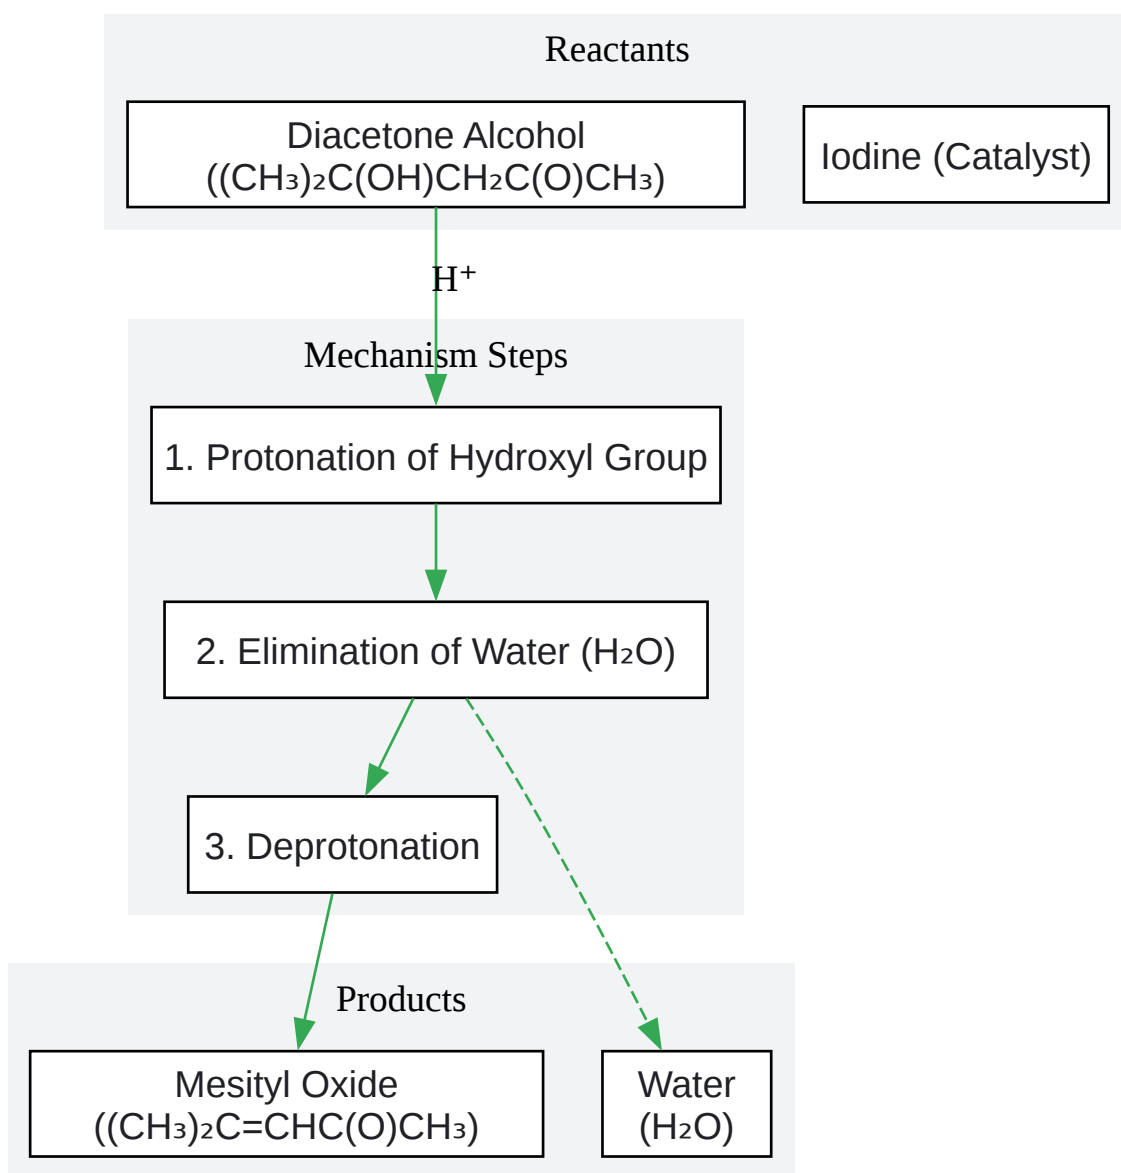 Reactants
Diacetone Alcohol
((CH₃)₂C(OH)CH₂C(O)CH₃)
Iodine (Catalyst)
H⁺
Mechanism Steps
1. Protonation of Hydroxyl Group
2. Elimination of Water (H₂O)
3. Deprotonation
Products
Mesityl Oxide
((CH₃)₂C=CHC(O)CH₃)
Water
(H₂O)